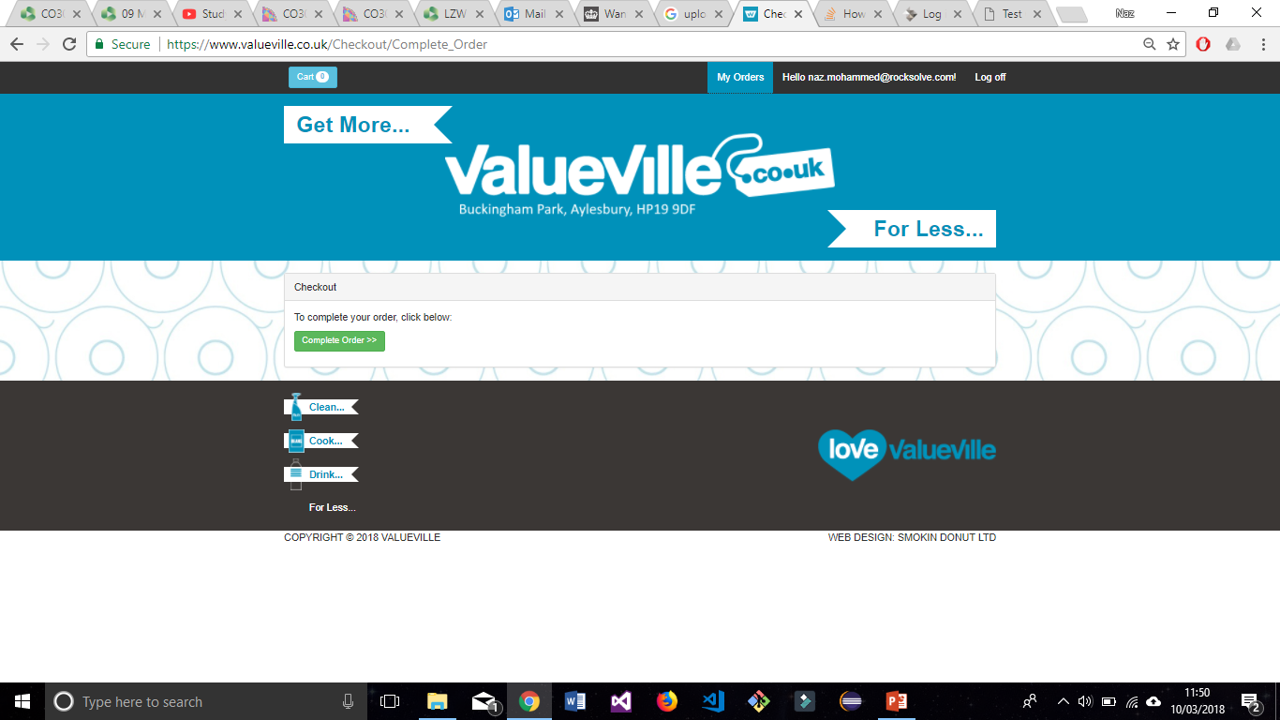 CO3
09 M
Stud
CO3
CO3
LZW
Mail
Wan
uplo
Chec
How
Log
Test
Naz
Secure
https://www.valueville.co.uk/Checkout/Complete_Order
Cart 0
My Orders
Hello naz.mohammed@rocksolve.com!
Log off
Get More...
ValueVille .co.uk
Buckingham Park, Aylesbury, HP19 9DF
For Less...
Checkout
To complete your order, click below:
Complete Order >>
Clean...
Cook...
Drink...
For Less...
love ValueVille
COPYRIGHT © 2018 VALUEVILLE
WEB DESIGN: SMOKIN DONUT LTD
Type here to search
1
11:50
10/03/2018
2